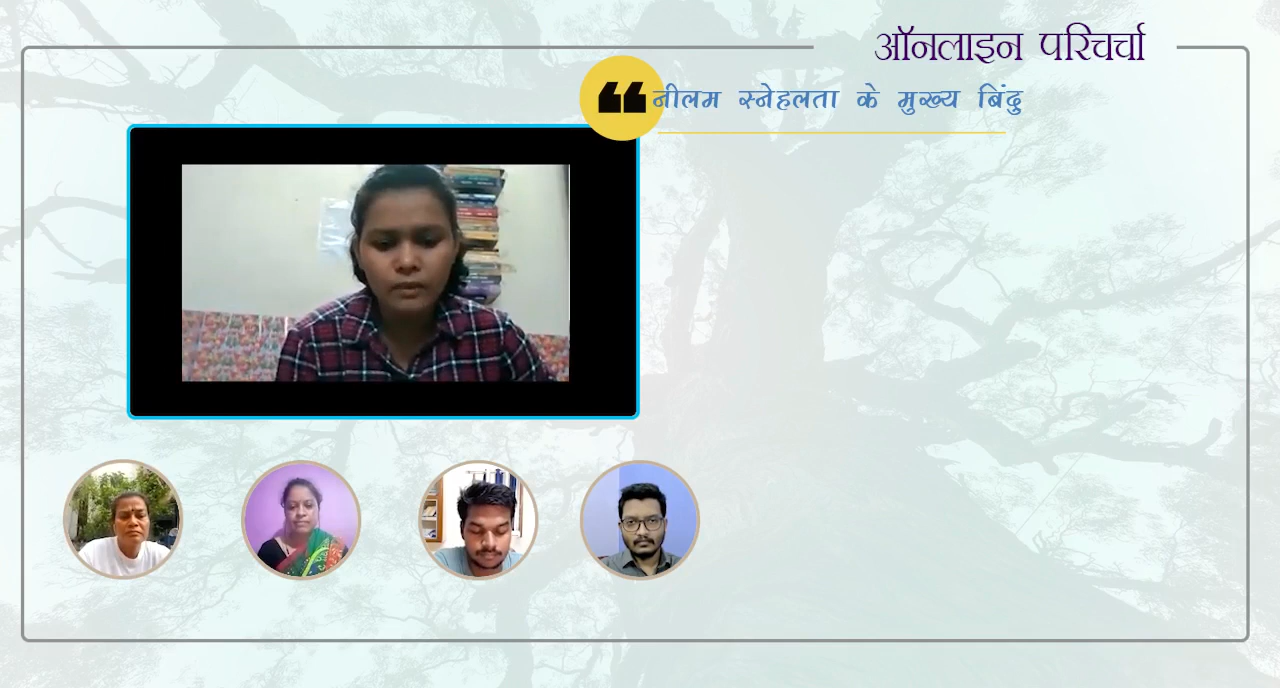 ऑनलाइन परिचर्चा
नीलम स्नेहलता के मुख्य बिंदु